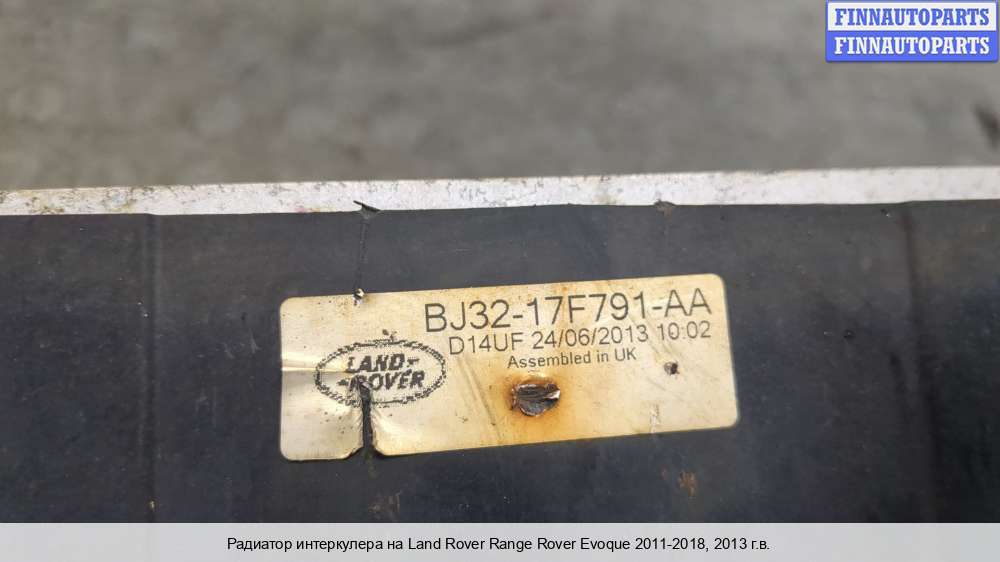 FINNAUTOPARTS
FINNAUTOPARTS
BJ32-17F791-AA
D14UF 24/06/2013 10:02
Assembled in UK
LAND-
-ROVER
Радиатор интеркулера на Land Rover Range Rover Evoque 2011-2018, 2013 г.в.